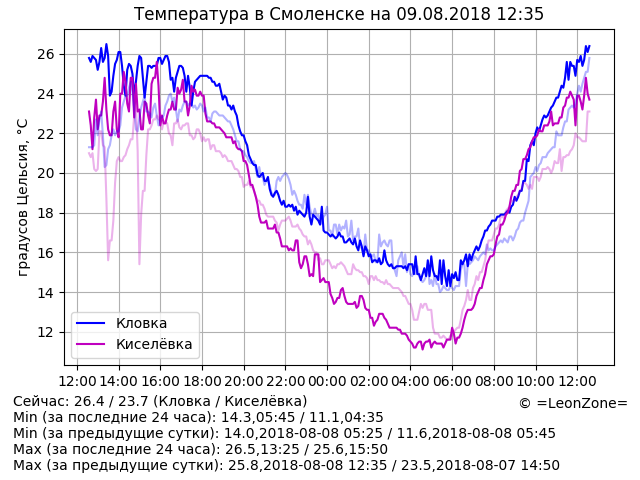 Температура в Смоленске на 09.08.2018 12:35
градусов Цельсия, °C
26
24
22
20
18
16
14
12
Кловка
Киселёвка
12:00 14:00 16:00 18:00 20:00 22:00 00:00 02:00 04:00 06:00 08:00 10:00 12:00
Сейчас: 26.4 / 23.7 (Кловка / Киселёвка)
© =LeonZone=
Min (за последние 24 часа): 14.3,05:45 / 11.1,04:35
Min (за предыдущие сутки): 14.0,2018-08-08 05:25 / 11.6,2018-08-08 05:45
Max (за последние 24 часа): 26.5,13:25 / 25.6,15:50
Max (за предыдущие сутки): 25.8,2018-08-08 12:35 / 23.5,2018-08-07 14:50